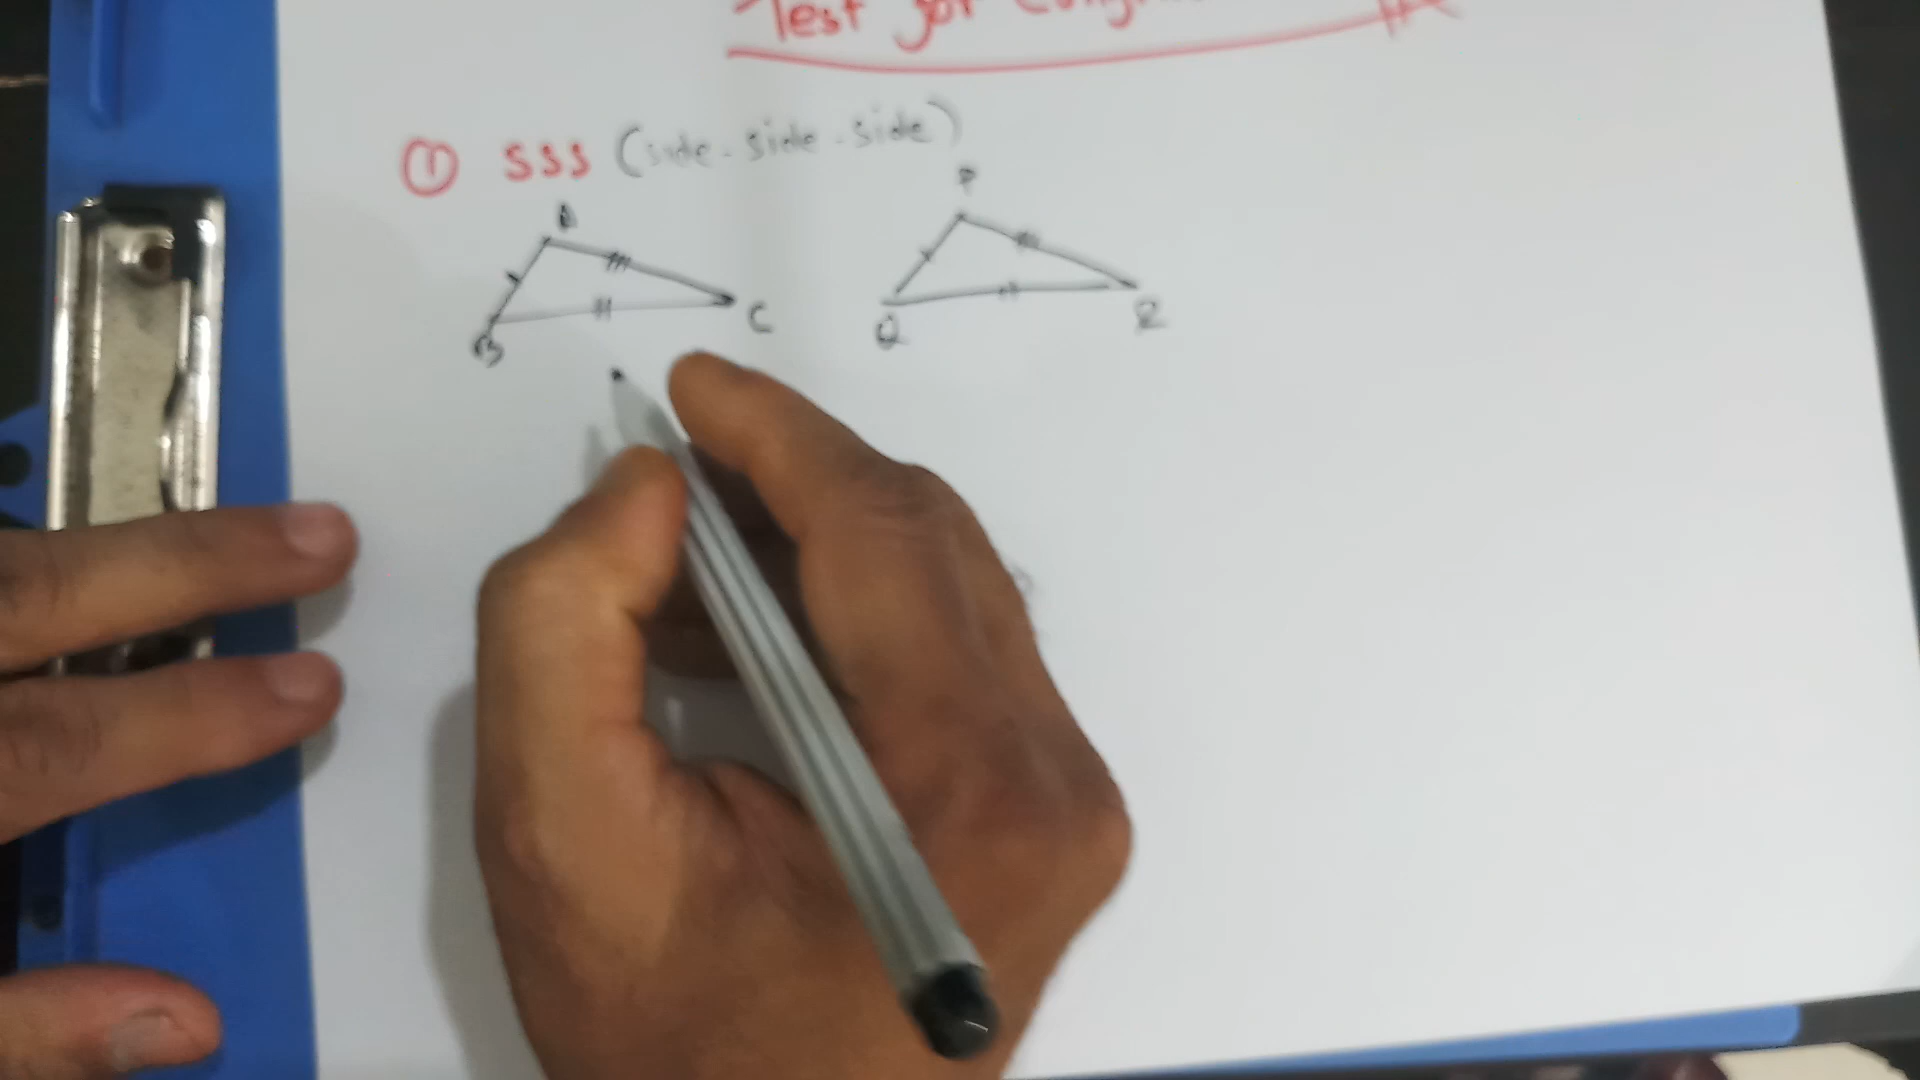 Test for
① SSS (side-side-side)
A P
B C Q R